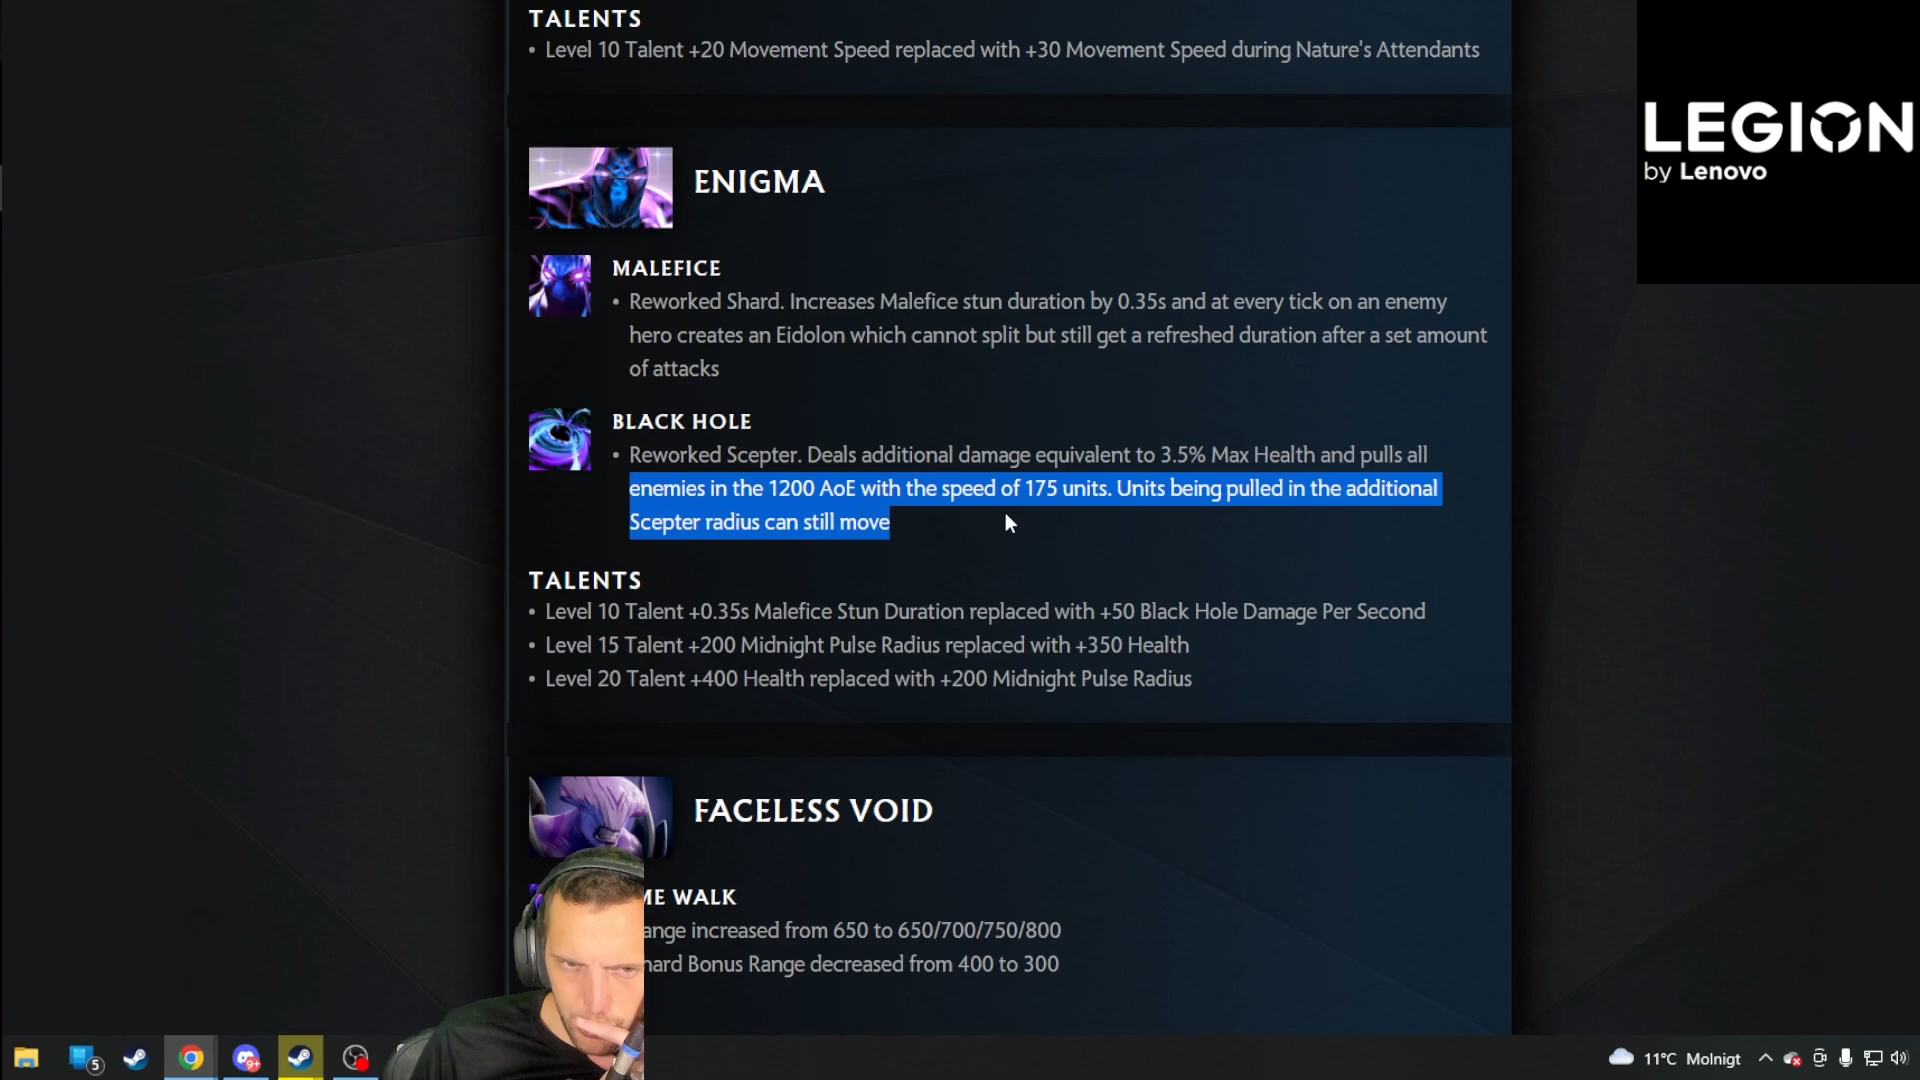 TALENTS
• Level 10 Talent +20 Movement Speed replaced with +30 Movement Speed during Nature's Attendants
LEGION
by Lenovo
ENIGMA
MALEFICE
• Reworked Shard. Increases Malefice stun duration by 0.35s and at every tick on an enemy
hero creates an Eidolon which cannot split but still get a refreshed duration after a set amount
of attacks
BLACK HOLE
• Reworked Scepter. Deals additional damage equivalent to 3.5% Max Health and pulls all
enemies in the 1200 AoE with the speed of 175 units. Units being pulled in the additional
Scepter radius can still move
TALENTS
• Level 10 Talent +0.35s Malefice Stun Duration replaced with +50 Black Hole Damage Per Second
• Level 15 Talent +200 Midnight Pulse Radius replaced with +350 Health
• Level 20 Talent +400 Health replaced with +200 Midnight Pulse Radius
FACELESS VOID
ME WALK
ange increased from 650 to 650/700/750/800
hard Bonus Range decreased from 400 to 300
5
9+
11°C Molnigt